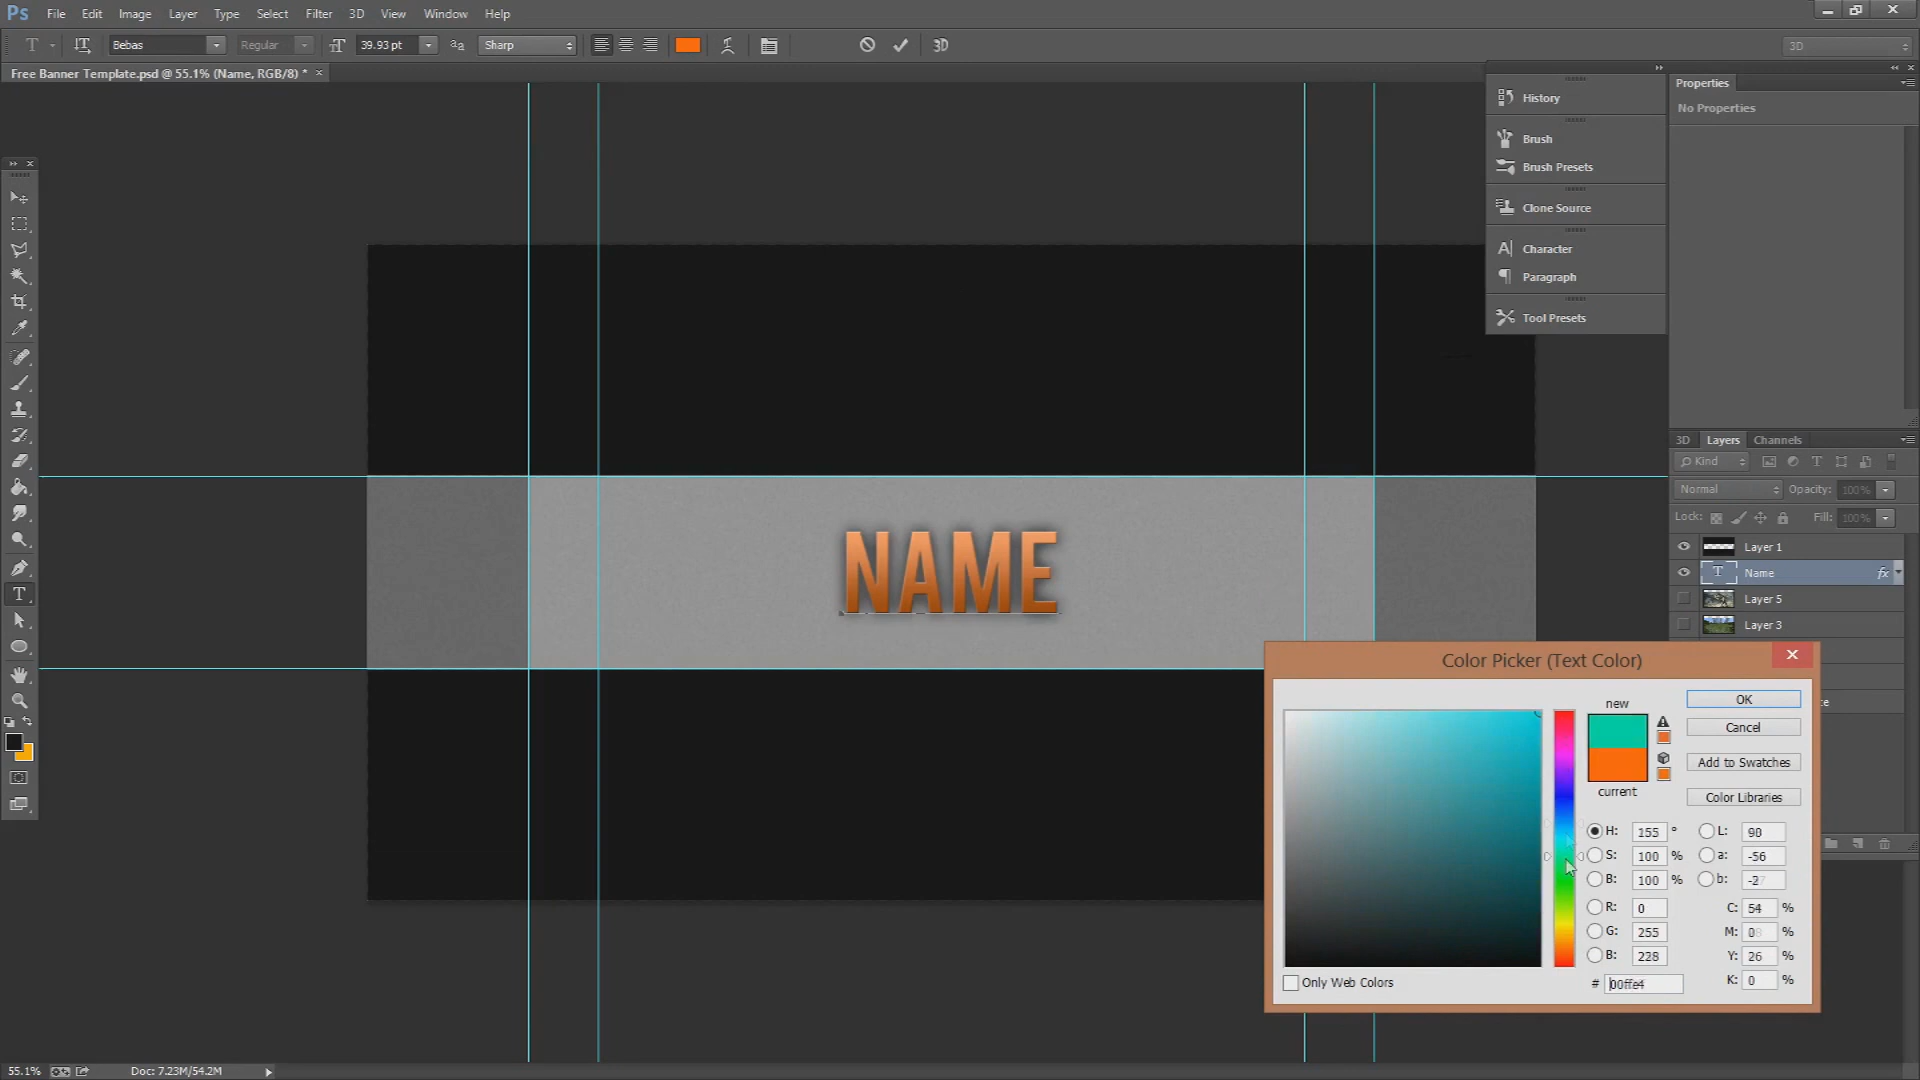 Ps File Edit Image Layer Type Select Filter 3D View Window Help
T Bebas Regular 39.93 pt aa Sharp 3D 3D
Free Banner Template.psd @ 55.1% (Name, RGB/8) * ×
History
Brush
Brush Presets
Clone Source
Character
Paragraph
Tool Presets
Properties
No Properties
3D Layers Channels
Kind
Normal Opacity: 100%
Lock: Fill: 100%
Layer 1
Name fx
Layer 5
Layer 3
NAME
Color Picker (Text Color)
new
current
OK
Cancel
Add to Swatches
Color Libraries
H: 155 °
S: 100 %
B: 100 %
R: 0
G: 255
B: 228
# 00ffe4
L: 90
a: -56
b:
C: 54 %
M: %
Y: 26 %
K: 0 %
Only Web Colors
55.1% Doc: 7.23M/54.2M